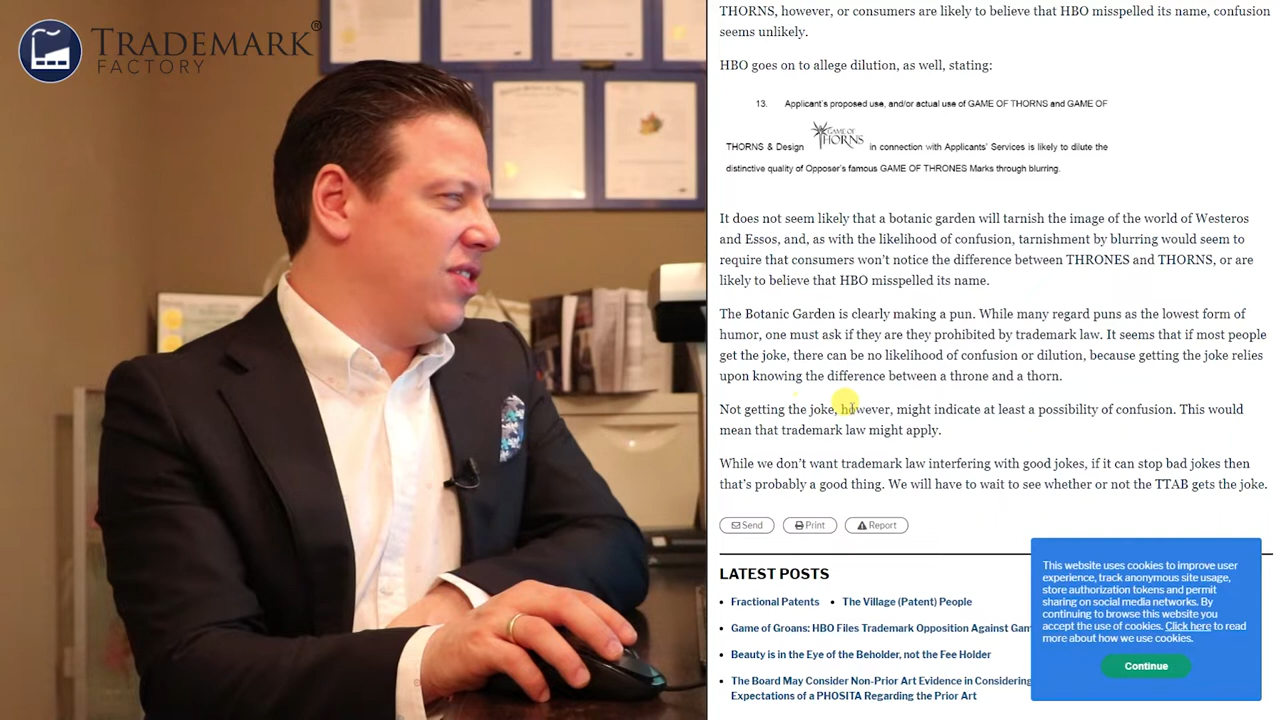 TRADEMARK®
FACTORY
THORNS, however, or consumers are likely to believe that HBO misspelled its name, confusion
seems unlikely.
HBO goes on to allege dilution, as well, stating:
13. Applicant's proposed use, and/or actual use of GAME OF THORNS and GAME OF
GAME OF
THORNS
THORNS & Design in connection with Applicants' Services is likely to dilute the
distinctive quality of Opposer's famous GAME OF THRONES Marks through blurring.
It does not seem likely that a botanic garden will tarnish the image of the world of Westeros
and Essos, and, as with the likelihood of confusion, tarnishment by blurring would seem to
require that consumers won't notice the difference between THRONES and THORNS, or are
likely to believe that HBO misspelled its name.
The Botanic Garden is clearly making a pun. While many regard puns as the lowest form of
humor, one must ask if they are they prohibited by trademark law. It seems that if most people
get the joke, there can be no likelihood of confusion or dilution, because getting the joke relies
upon knowing the difference between a throne and a thorn.
Not getting the joke, however, might indicate at least a possibility of confusion. This would
mean that trademark law might apply.
While we don't want trademark law interfering with good jokes, if it can stop bad jokes then
that's probably a good thing. We will have to wait to see whether or not the TTAB gets the joke.
Send Print Report
LATEST POSTS
Fractional Patents • The Village (Patent) People
Game of Groans: HBO Files Trademark Opposition Against Gam
Beauty is in the Eye of the Beholder, not the Fee Holder
The Board May Consider Non-Prior Art Evidence in Considering
Expectations of a PHOSITA Regarding the Prior Art
This website uses cookies to improve user
experience, track anonymous site usage,
store authorization tokens and permit
sharing on social media networks. By
continuing to browse this website you
accept the use of cookies. Click here to read
more about how we use cookies.
Continue